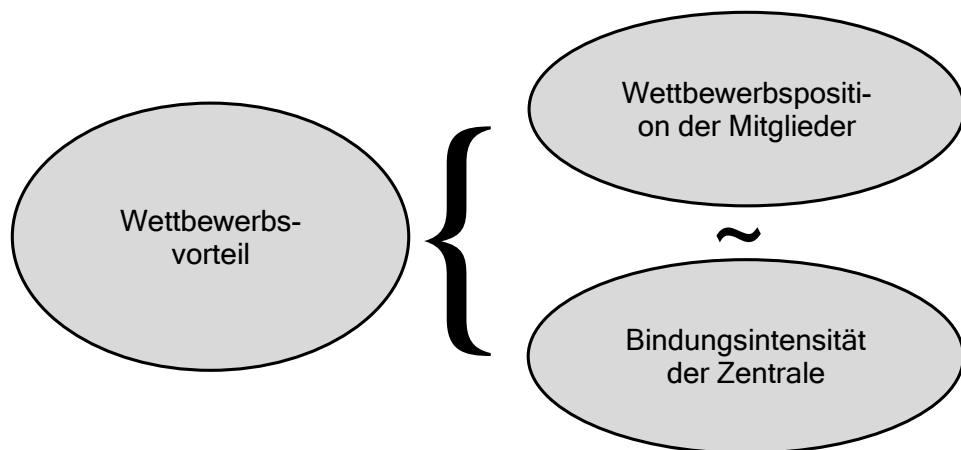 Wettbewerbspositi-
on der Mitglieder
Wettbewerbs-
vorteil
{
~
Bindungsintensität
der Zentrale